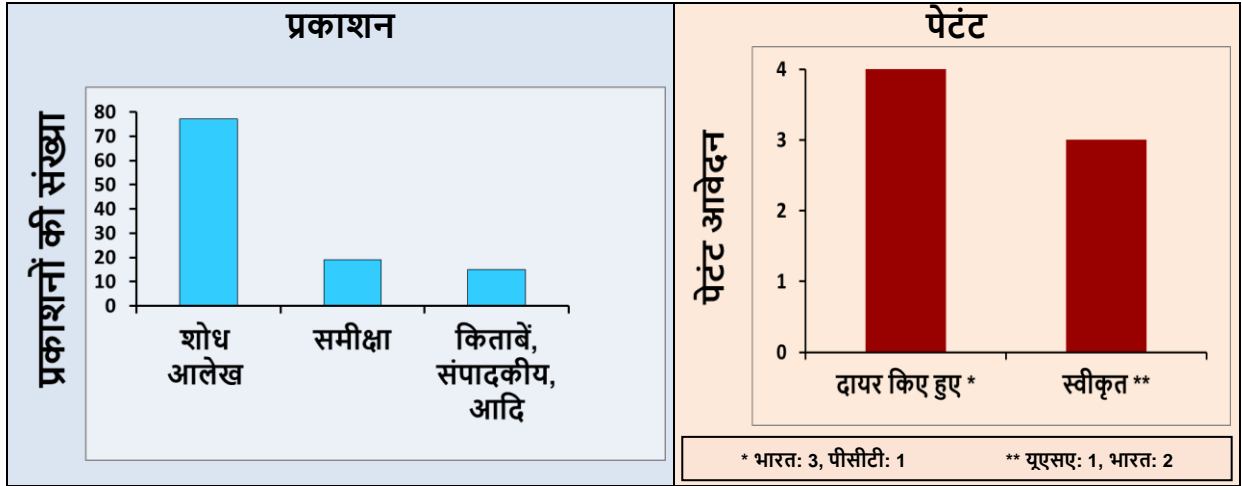 प्रकाशन
प्रकाशनों की संख्या
80
70
60
50
40
30
20
10
0
शोध
आलेख
समीक्षा
किताबें,
संपादकीय,
आदि
पेटंट
पेटंट आवेदन
4
3
2
1
0
दायर किए हुए *
स्वीकृत **
* भारत: 3, पीसीटी: 1 ** यूएसए: 1, भारत: 2